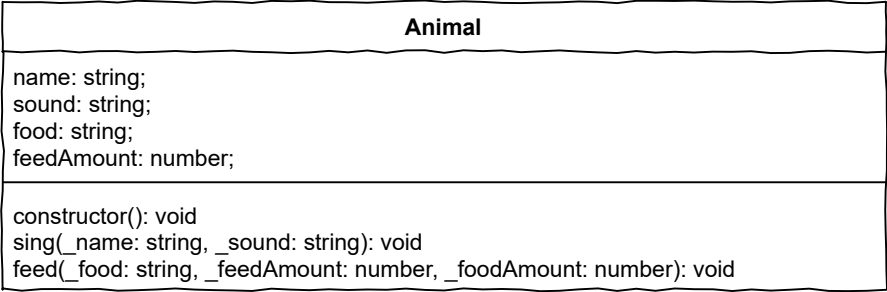 Animal
name: string;
sound: string;
food: string;
feedAmount: number;
constructor(): void
sing(_name: string, _sound: string): void
feed(_food: string, _feedAmount: number, _foodAmount: number): void